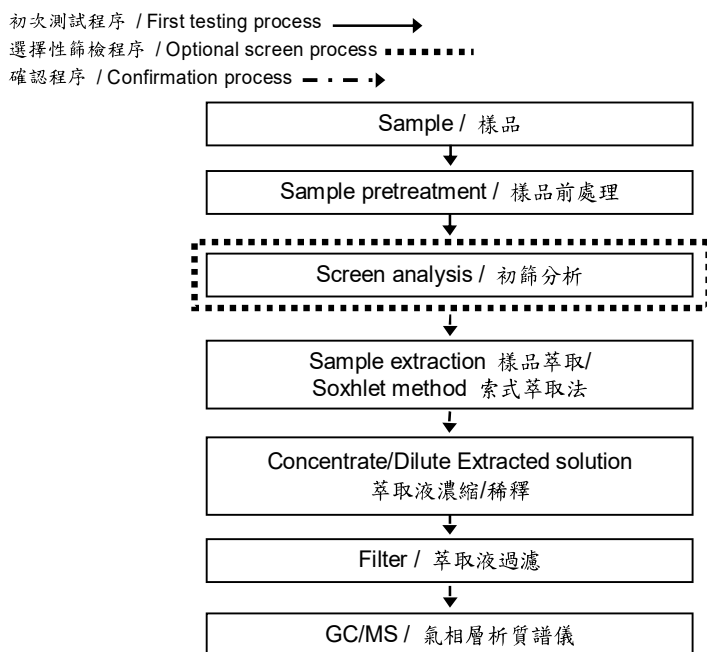 初次測試程序 / First testing process
選擇性篩檢程序 / Optional screen process
確認程序 / Confirmation process
Sample / 樣品
Sample pretreatment / 樣品前處理
Screen analysis / 初篩分析
Sample extraction 樣品萃取/
Soxhlet method 索式萃取法
Concentrate/Dilute Extracted solution
萃取液濃縮/稀釋
Filter / 萃取液過濾
GC/MS / 氣相層析質譜儀